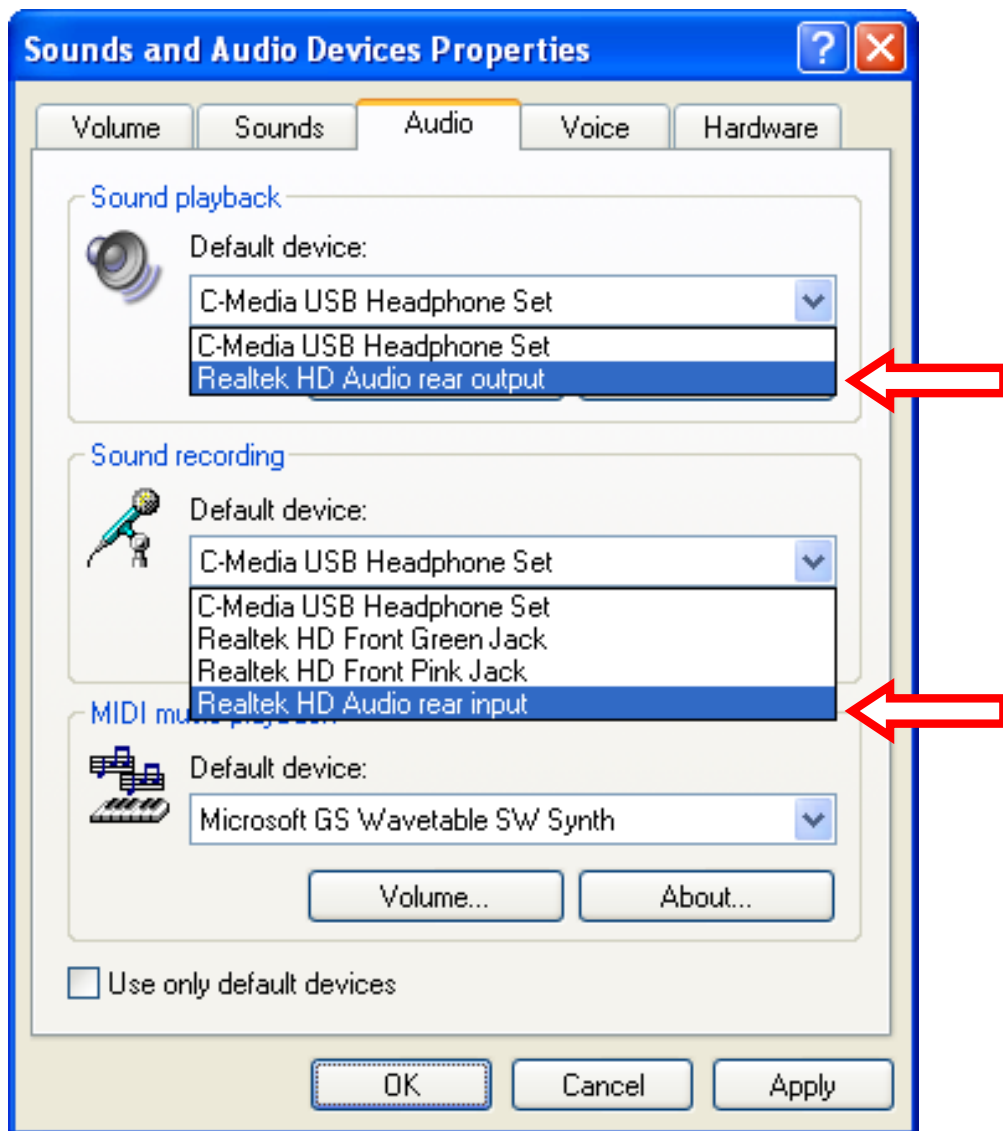 Sounds and Audio Devices Properties
Volume Sounds Audio Voice Hardware
Sound playback
Default device:
C-Media USB Headphone Set
C-Media USB Headphone Set
Realtek HD Audio rear output
Sound recording
Default device:
C-Media USB Headphone Set
C-Media USB Headphone Set
Realtek HD Front Green Jack
Realtek HD Front Pink Jack
Realtek HD Audio rear input
MIDI music playback
Default device:
Microsoft GS Wavetable SW Synth
Volume... About...
Use only default devices
OK Cancel Apply